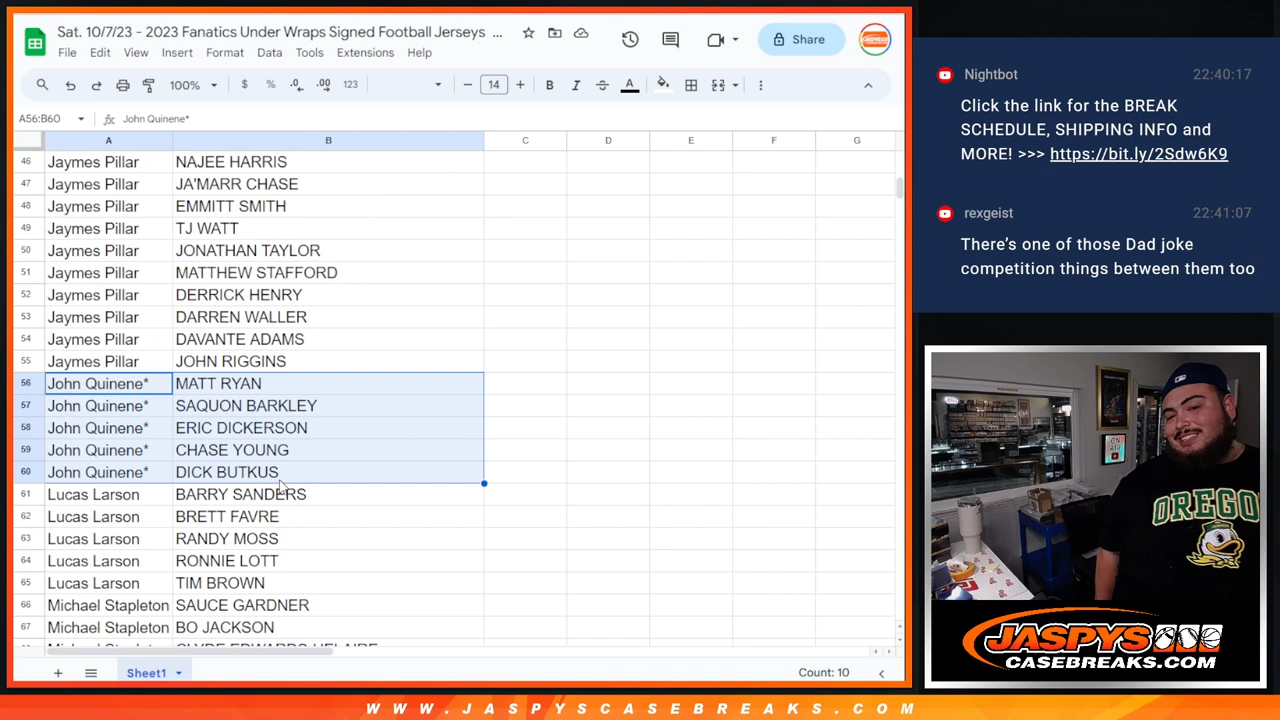 Sat. 10/7/23 - 2023 Fanatics Under Wraps Signed Football Jerseys ...
File Edit View Insert Format Data Tools Extensions Help
Share
100% $ % .0 .00 123 14 B I A
A56:B60 fx John Quinene*
A B C D E F G
46 Jaymes Pillar NAJEE HARRIS
47 Jaymes Pillar JA'MARR CHASE
48 Jaymes Pillar EMMITT SMITH
49 Jaymes Pillar TJ WATT
50 Jaymes Pillar JONATHAN TAYLOR
51 Jaymes Pillar MATTHEW STAFFORD
52 Jaymes Pillar DERRICK HENRY
53 Jaymes Pillar DARREN WALLER
54 Jaymes Pillar DAVANTE ADAMS
55 Jaymes Pillar JOHN RIGGINS
56 John Quinene* MATT RYAN
57 John Quinene* SAQUON BARKLEY
58 John Quinene* ERIC DICKERSON
59 John Quinene* CHASE YOUNG
60 John Quinene* DICK BUTKUS
61 Lucas Larson BARRY SANDERS
62 Lucas Larson BRETT FAVRE
63 Lucas Larson RANDY MOSS
64 Lucas Larson RONNIE LOTT
65 Lucas Larson TIM BROWN
66 Michael Stapleton SAUCE GARDNER
67 Michael Stapleton BO JACKSON
Sheet1
Count: 10
Nightbot 22:40:17
Click the link for the BREAK
SCHEDULE, SHIPPING INFO and
MORE! >>> https://bit.ly/2Sdw6K9
rexgeist 22:41:07
There's one of those Dad joke
competition things between them too
ON AIR
OREGO
JASPYS
CASEBREAKS.COM
WWW.JASPYSCASEBREAKS.COM